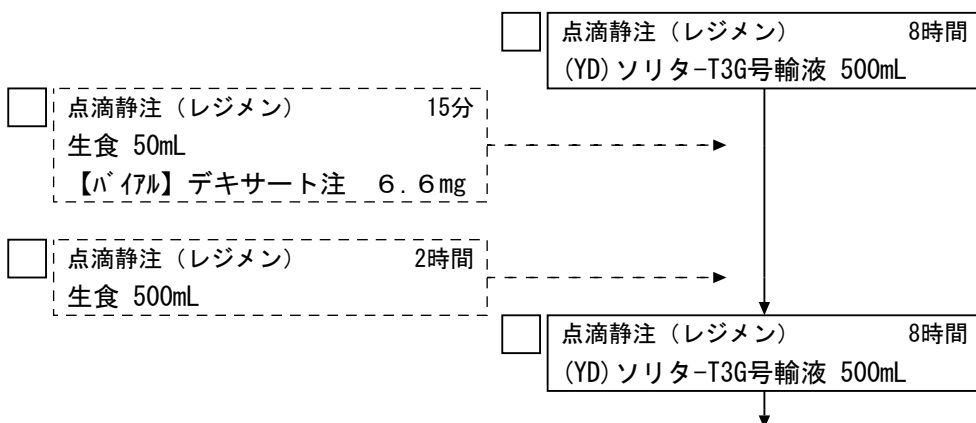 点滴静注（レジメン） 8時間
(YD)ソリタ-T3G号輸液 500mL
点滴静注（レジメン） 15分
生食 50mL
【ﾊﾞｲｱﾙ】デキサート注　６．６mg
点滴静注（レジメン） 2時間
生食 500mL
点滴静注（レジメン） 8時間
(YD)ソリタ-T3G号輸液 500mL